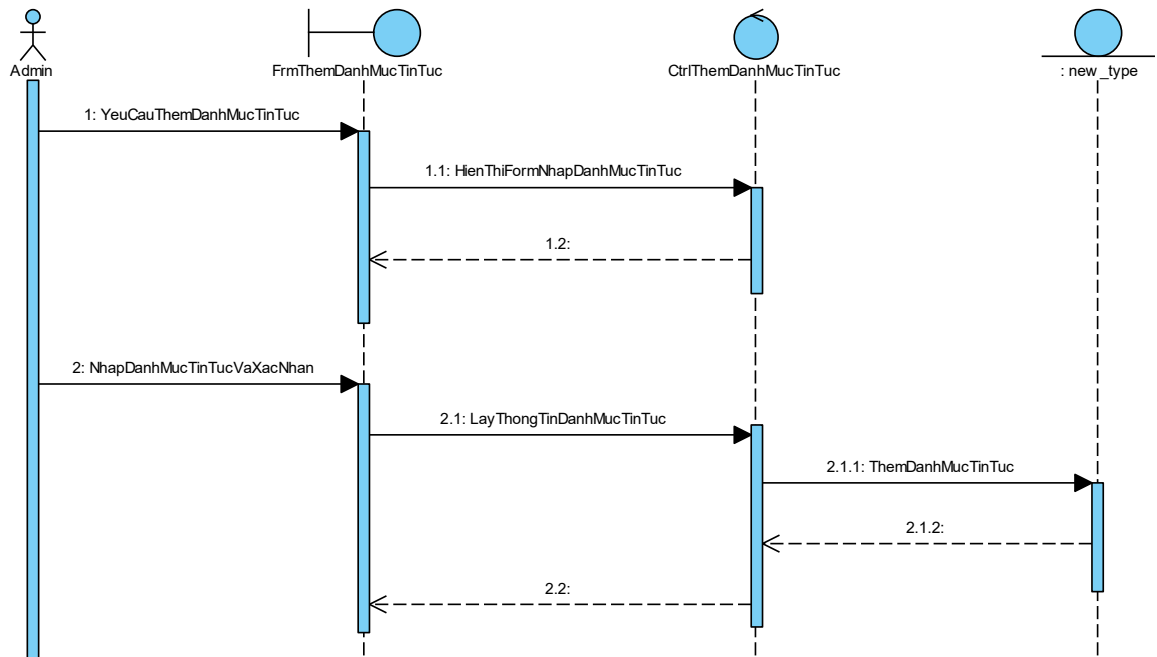 Admin
FrmThemDanhMucTinTuc
CtrlThemDanhMucTinTuc
: new_type
1: YeuCauThemDanhMucTinTuc
1.1: HienThiFormNhapDanhMucTinTuc
1.2:
2: NhapDanhMucTinTucVaXacNhan
2.1: LayThongTinDanhMucTinTuc
2.1.1: ThemDanhMucTinTuc
2.1.2:
2.2: